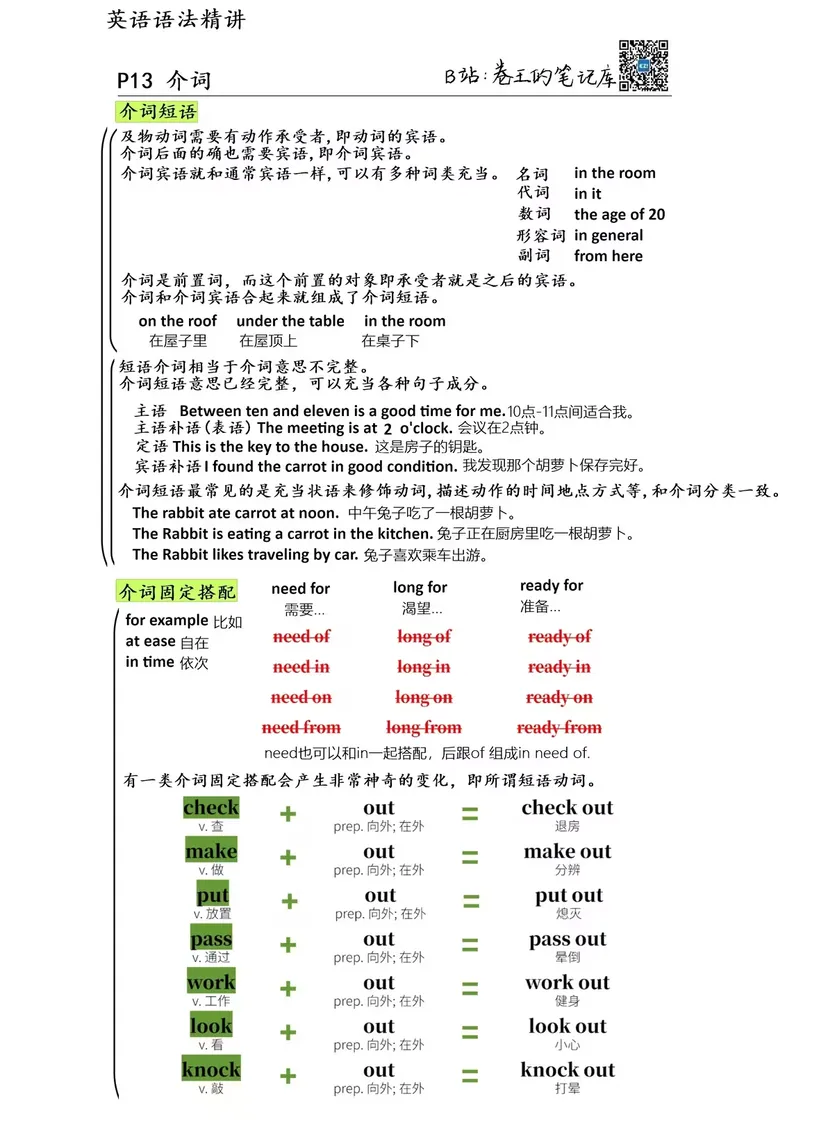 英语语法精讲
P13 介词
B站:卷王的笔记库
介词短语
及物动词需要有动作承受者,即动词的宾语。
介词后面的确也需要宾语,即介词宾语。
介词宾语就和通常宾语一样,可以有多种词类充当。
名词 in the room
代词 in it
数词 the age of 20
形容词 in general
副词 from here
介词是前置词，而这个前置的对象即承受者就是之后的宾语。
介词和介词宾语合起来就组成了介词短语。
on the roof under the table in the room
在屋子里 在屋顶上 在桌子下
短语介词相当于介词意思不完整。
介词短语意思已经完整，可以充当各种句子成分。
主语 Between ten and eleven is a good time for me. 10点-11点间适合我。
主语补语(表语) The meeting is at 2 o'clock. 会议在2点钟。
定语 This is the key to the house. 这是房子的钥匙。
宾语补语 I found the carrot in good condition. 我发现那个胡萝卜保存完好。
介词短语最常见的是充当状语来修饰动词,描述动作的时间地点方式等,和介词分类一致。
The rabbit ate carrot at noon. 中午兔子吃了一根胡萝卜。
The Rabbit is eating a carrot in the kitchen. 兔子正在厨房里吃一根胡萝卜。
The Rabbit likes traveling by car. 兔子喜欢乘车出游。
介词固定搭配
for example 比如
at ease 自在
in time 依次
need for long for ready for
需要... 渴望... 准备...
need of long of ready of
need in long in ready in
need on long on ready on
need from long from ready from
need也可以和in一起搭配，后跟of 组成in need of.
有一类介词固定搭配会产生非常神奇的变化，即所谓短语动词。
check + out = check out
v. 查 prep. 向外; 在外 退房
make + out = make out
v. 做 prep. 向外; 在外 分辨
put + out = put out
v. 放置 prep. 向外; 在外 熄灭
pass + out = pass out
v. 通过 prep. 向外; 在外 晕倒
work + out = work out
v. 工作 prep. 向外; 在外 健身
look + out = look out
v. 看 prep. 向外; 在外 小心
knock + out = knock out
v. 敲 prep. 向外; 在外 打晕